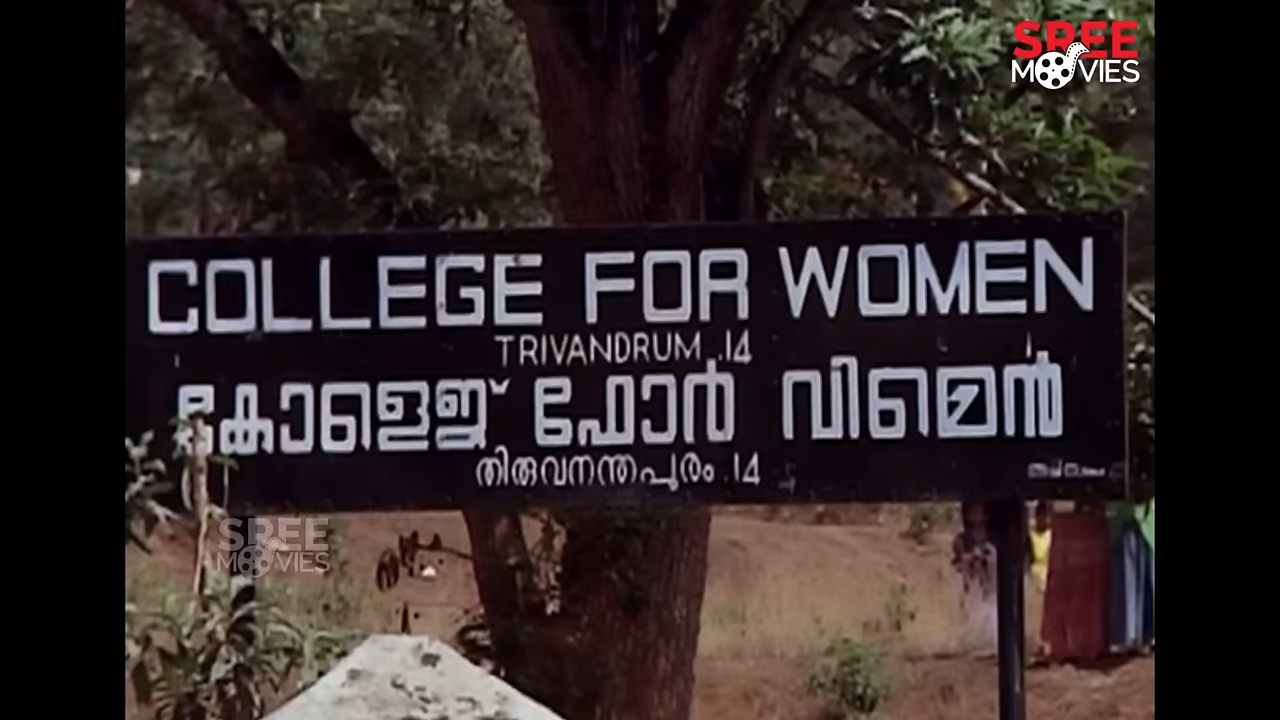 SREE
MOVIES
COLLEGE FOR WOMEN
TRIVANDRUM .14
കോളെജ് ഫോർ വിമെൻ
തിരുവനന്തപുരം .14
SREE
MOVIES